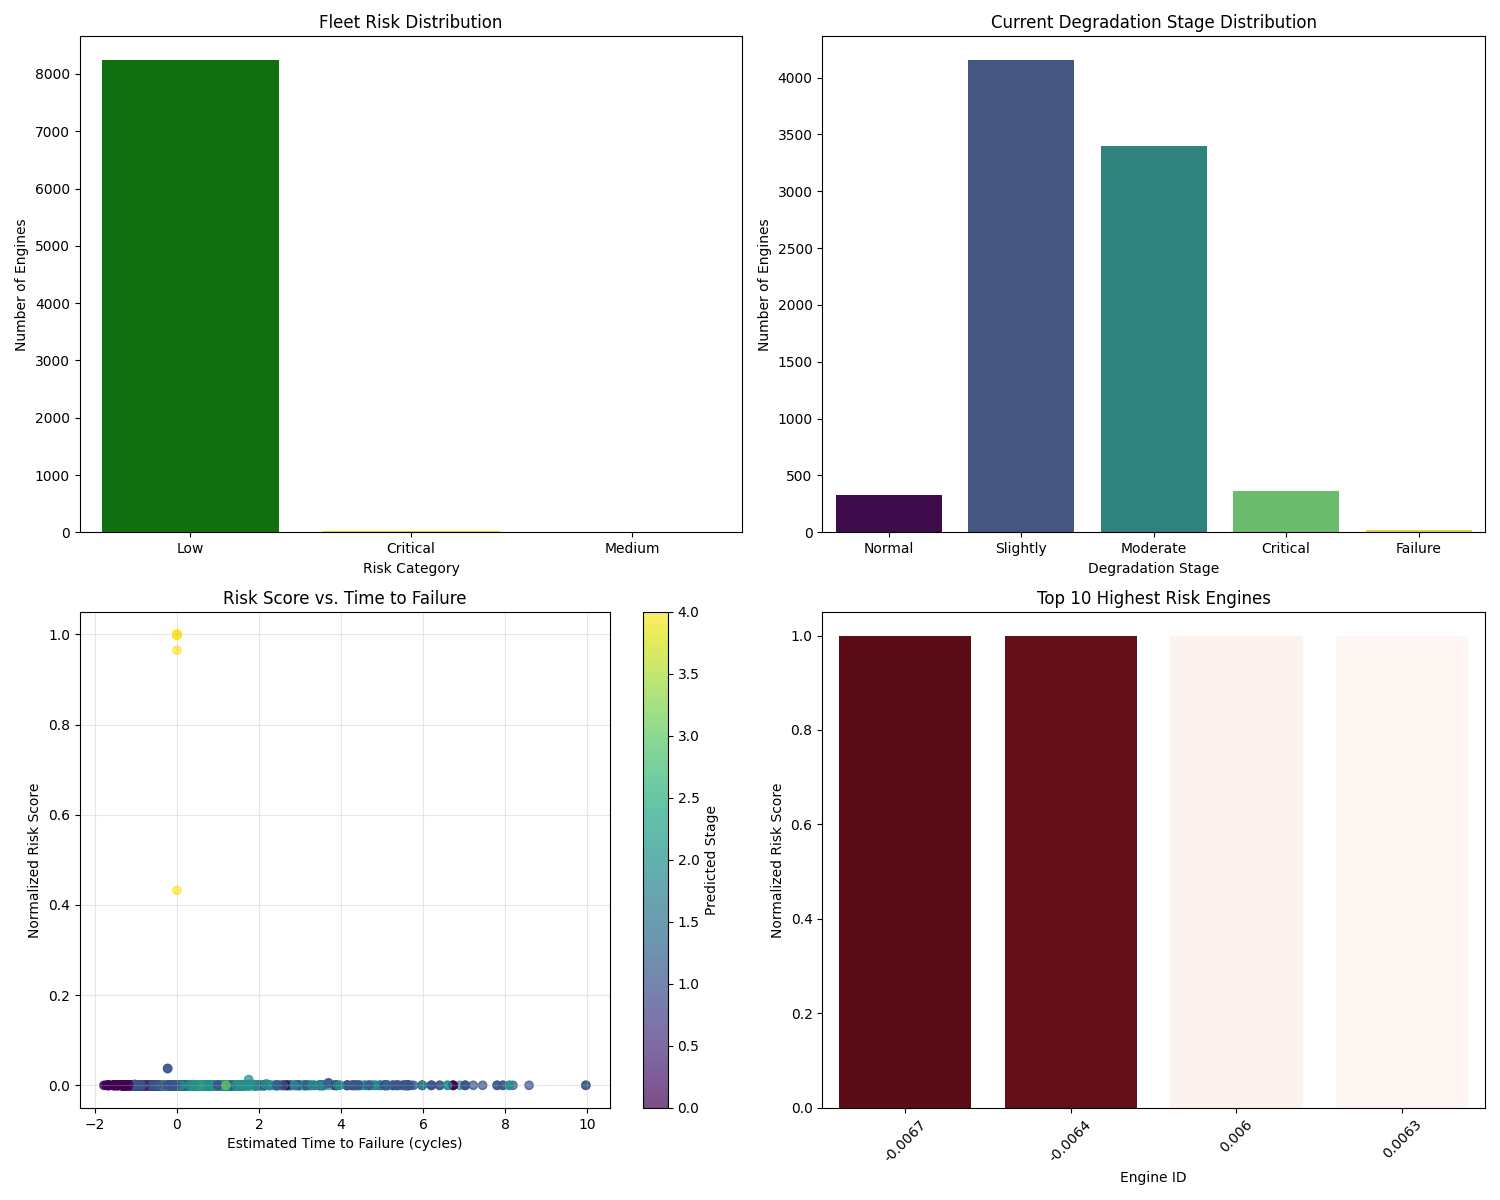 Fleet Risk Distribution
Number of Engines
8000
7000
6000
5000
4000
3000
2000
1000
0
Low Critical Medium
Risk Category
Current Degradation Stage Distribution
Number of Engines
4000
3500
3000
2500
2000
1500
1000
500
0
Normal Slightly Moderate Critical Failure
Degradation Stage
Risk Score vs. Time to Failure
Normalized Risk Score
1.0
0.8
0.6
0.4
0.2
0.0
−2 0 2 4 6 8 10
Estimated Time to Failure (cycles)
4.0
3.5
3.0
2.5
2.0
1.5
1.0
0.5
0.0
Predicted Stage
Top 10 Highest Risk Engines
Normalized Risk Score
1.0
0.8
0.6
0.4
0.2
0.0
-0.0067 -0.0064 0.006 0.0063
Engine ID